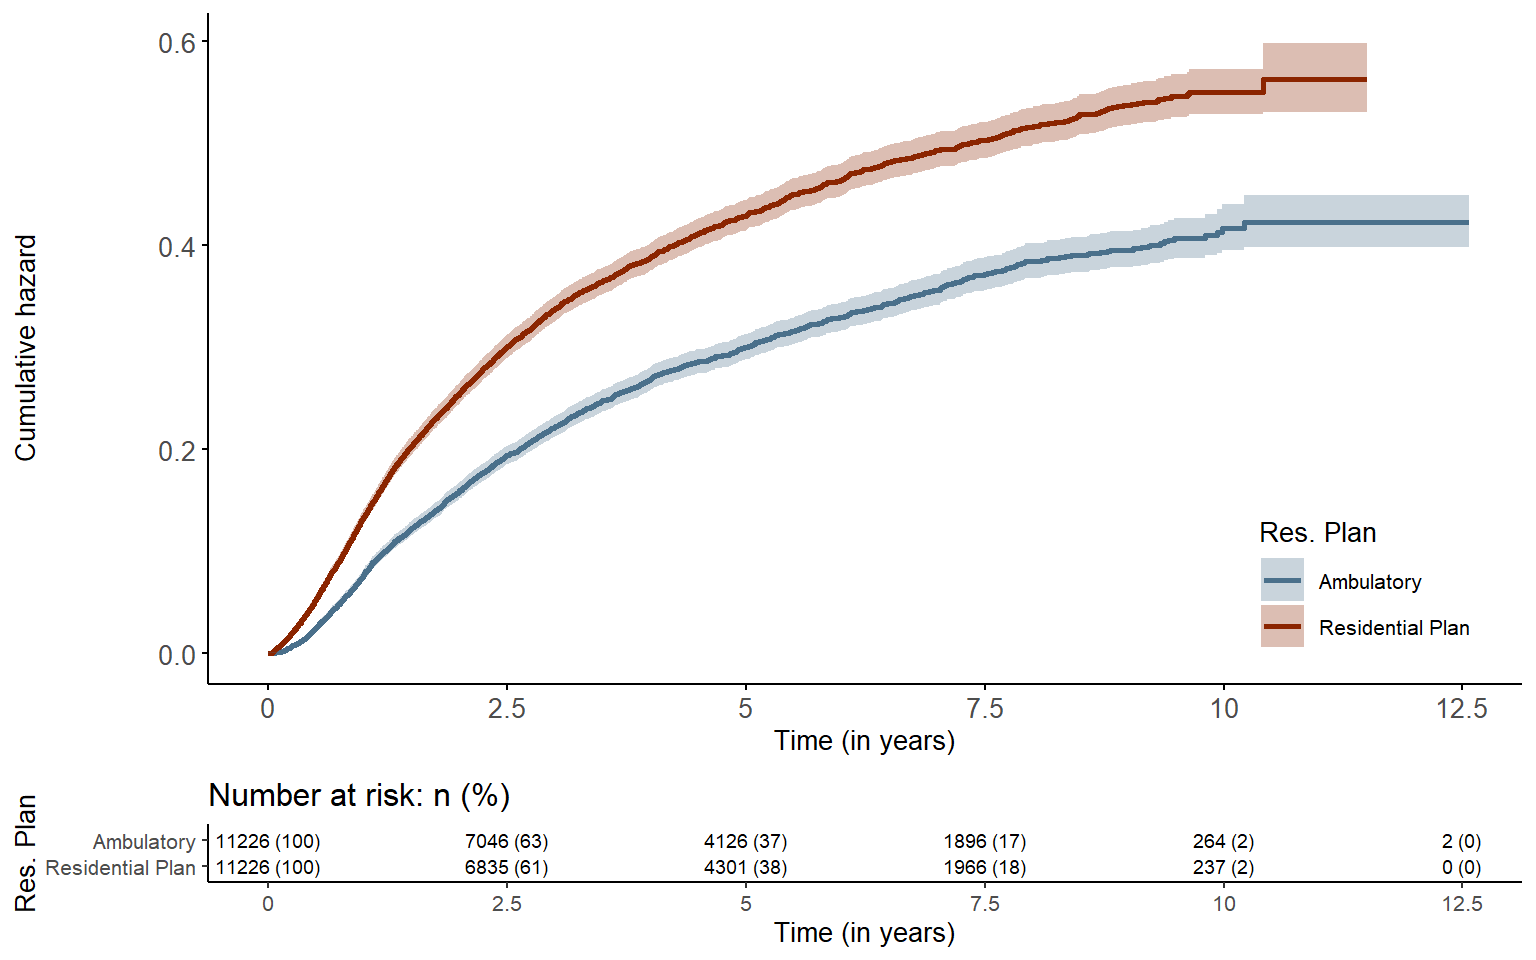 0.6
0.4
0.2
0.0
Cumulative hazard
Res. Plan
Ambulatory
Residential Plan
0 2.5 5 7.5 10 12.5
Time (in years)
Number at risk: n (%)
Res. Plan
Ambulatory 11226 (100) 7046 (63) 4126 (37) 1896 (17) 264 (2) 2 (0)
Residential Plan 11226 (100) 6835 (61) 4301 (38) 1966 (18) 237 (2) 0 (0)
0 2.5 5 7.5 10 12.5
Time (in years)